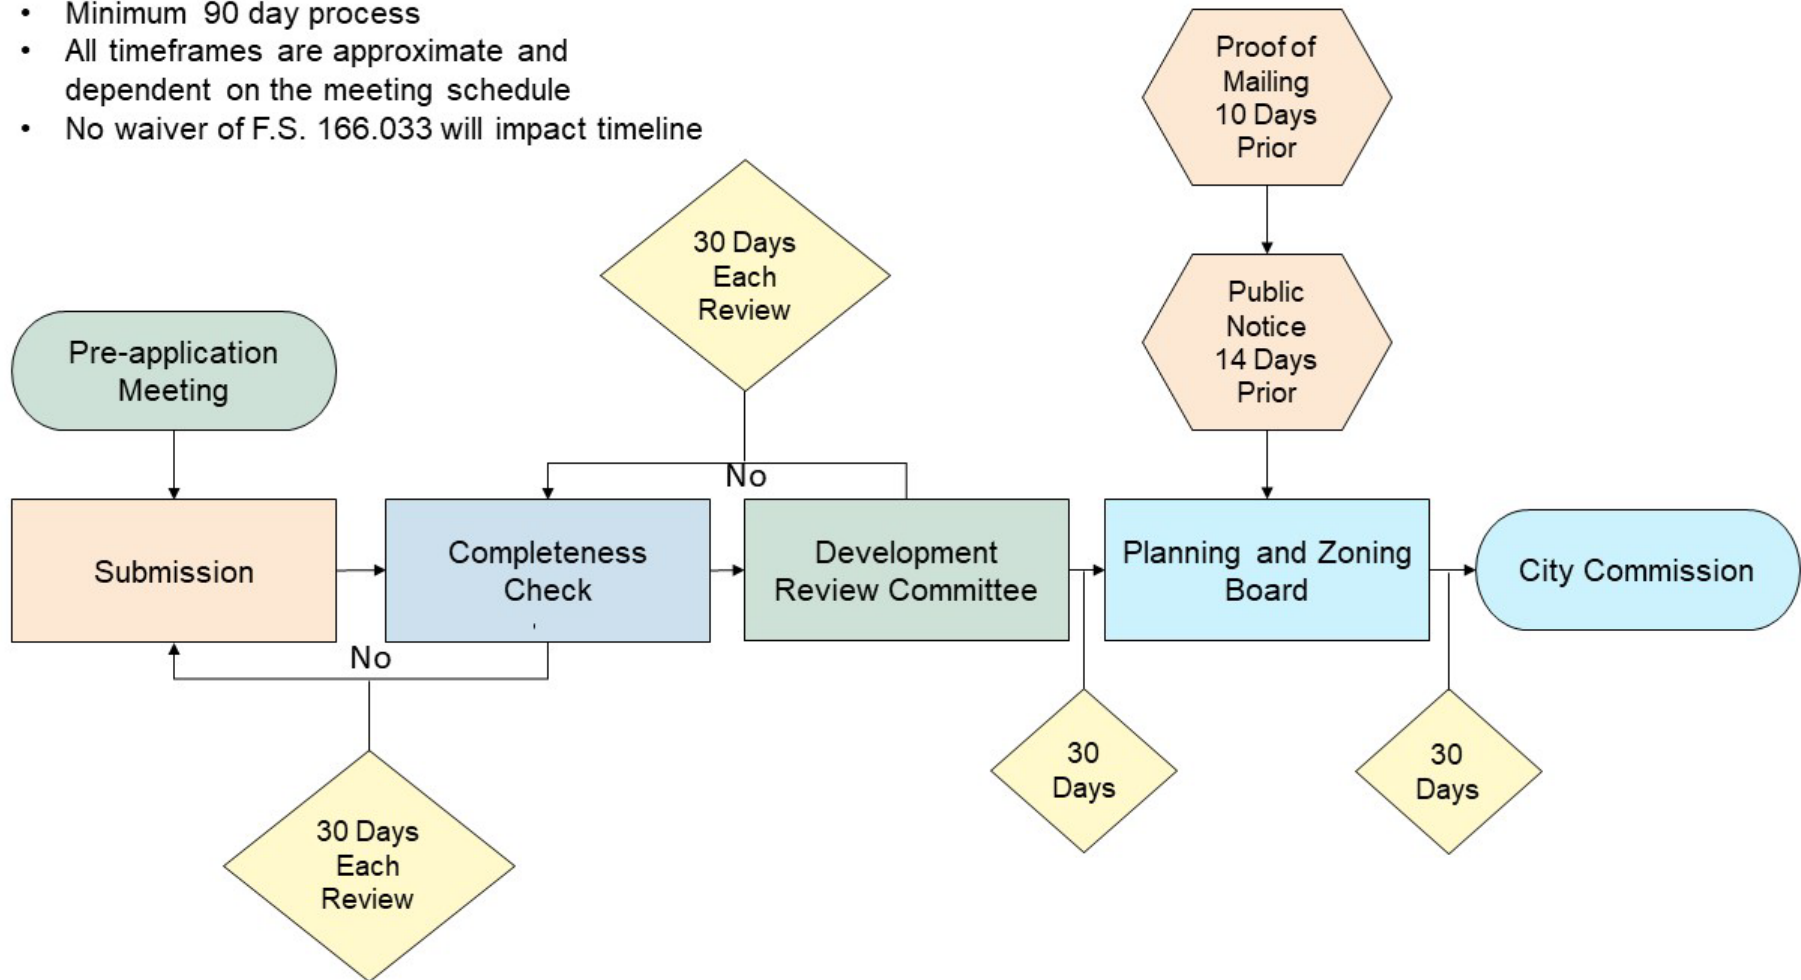 • Minimum 90 day process
• All timeframes are approximate and
dependent on the meeting schedule
• No waiver of F.S. 166.033 will impact timeline
Proof of
Mailing
10 Days
Prior
30 Days
Each
Review
Public
Notice
14 Days
Prior
Pre-application
Meeting
No
Submission
Completeness
Check
Development
Review Committee
Planning and Zoning
Board
City Commission
No
30 Days
Each
Review
30
Days
30
Days